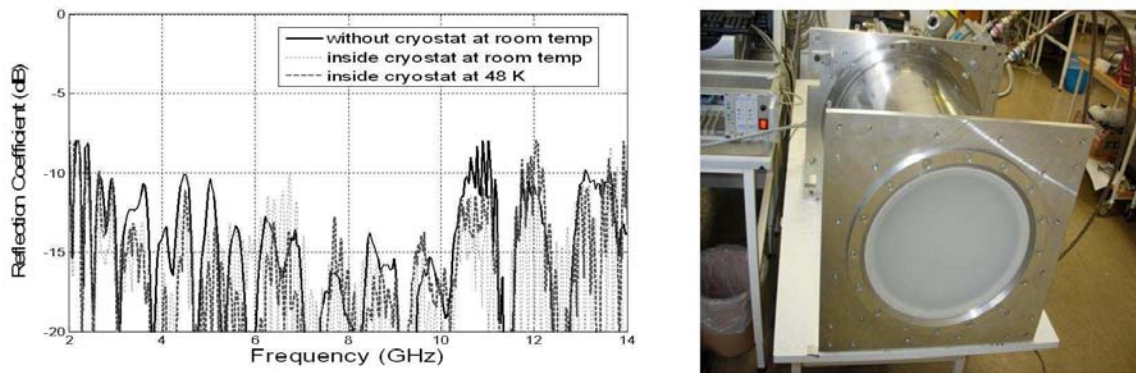 0
-5
-10
-15
-20
2
4
6
8
10
12
14
Reflection Coefficient (dB)
Frequency (GHz)
without cryostat at room temp
inside cryostat at room temp
inside cryostat at 48 K